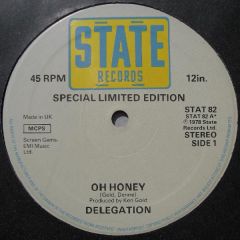 STATE
RECORDS
45 RPM
12in.
SPECIAL LIMITED EDITION
Made in UK
MCPS
Screen Gems-
EMI Music
Ltd.
STAT 82
STAT 82 A*
℗ 1978 State
Records Ltd.
STEREO
SIDE 1
OH HONEY
(Gold, Denne)
Produced by Ken Gold
DELEGATION